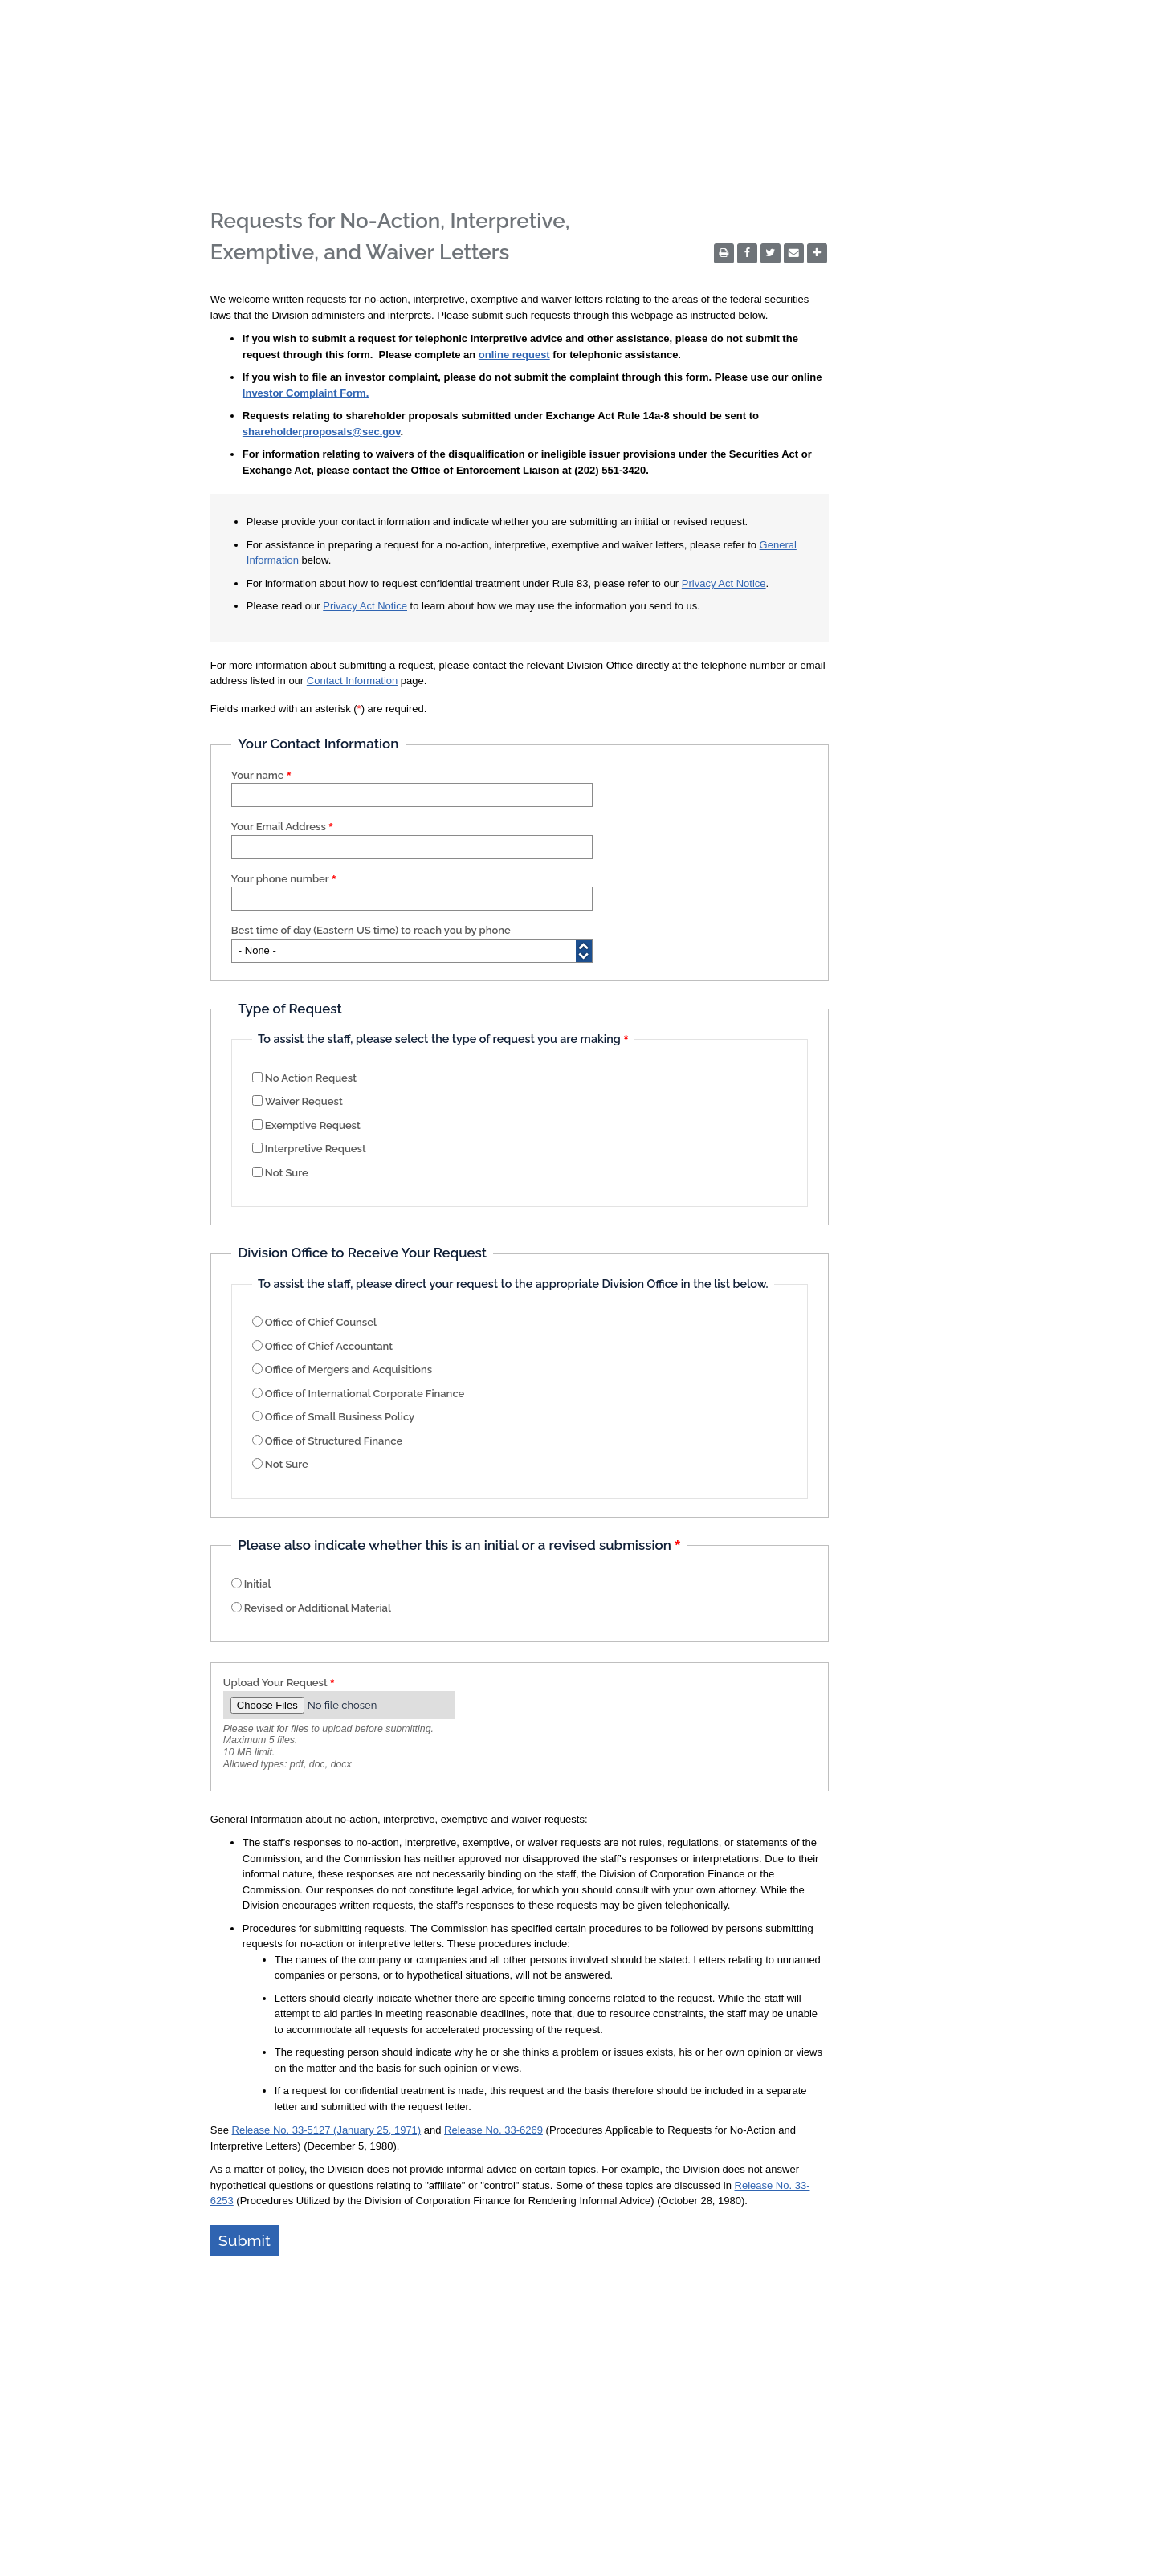 Requests for No-Action, Interpretive,
Exemptive, and Waiver Letters
We welcome written requests for no-action, interpretive, exemptive and waiver letters relating to the areas of the federal securities
laws that the Division administers and interprets. Please submit such requests through this webpage as instructed below.
• If you wish to submit a request for telephonic interpretive advice and other assistance, please do not submit the
request through this form.  Please complete an online request for telephonic assistance.
• If you wish to file an investor complaint, please do not submit the complaint through this form. Please use our online
Investor Complaint Form.
• Requests relating to shareholder proposals submitted under Exchange Act Rule 14a-8 should be sent to
shareholderproposals@sec.gov.
• For information relating to waivers of the disqualification or ineligible issuer provisions under the Securities Act or
Exchange Act, please contact the Office of Enforcement Liaison at (202) 551-3420.
• Please provide your contact information and indicate whether you are submitting an initial or revised request.
• For assistance in preparing a request for a no-action, interpretive, exemptive and waiver letters, please refer to General
Information below.
• For information about how to request confidential treatment under Rule 83, please refer to our Privacy Act Notice.
• Please read our Privacy Act Notice to learn about how we may use the information you send to us.
For more information about submitting a request, please contact the relevant Division Office directly at the telephone number or email
address listed in our Contact Information page.
Fields marked with an asterisk (*) are required.
Your Contact Information
Your name *
Your Email Address *
Your phone number *
Best time of day (Eastern US time) to reach you by phone
- None -
Type of Request
To assist the staff, please select the type of request you are making *
No Action Request
Waiver Request
Exemptive Request
Interpretive Request
Not Sure
Division Office to Receive Your Request
To assist the staff, please direct your request to the appropriate Division Office in the list below.
Office of Chief Counsel
Office of Chief Accountant
Office of Mergers and Acquisitions
Office of International Corporate Finance
Office of Small Business Policy
Office of Structured Finance
Not Sure
Please also indicate whether this is an initial or a revised submission *
Initial
Revised or Additional Material
Upload Your Request *
Choose Files No file chosen
Please wait for files to upload before submitting.
Maximum 5 files.
10 MB limit.
Allowed types: pdf, doc, docx
General Information about no-action, interpretive, exemptive and waiver requests:
• The staff's responses to no-action, interpretive, exemptive, or waiver requests are not rules, regulations, or statements of the
Commission, and the Commission has neither approved nor disapproved the staff's responses or interpretations. Due to their
informal nature, these responses are not necessarily binding on the staff, the Division of Corporation Finance or the
Commission. Our responses do not constitute legal advice, for which you should consult with your own attorney. While the
Division encourages written requests, the staff's responses to these requests may be given telephonically.
• Procedures for submitting requests. The Commission has specified certain procedures to be followed by persons submitting
requests for no-action or interpretive letters. These procedures include:
• The names of the company or companies and all other persons involved should be stated. Letters relating to unnamed
companies or persons, or to hypothetical situations, will not be answered.
• Letters should clearly indicate whether there are specific timing concerns related to the request. While the staff will
attempt to aid parties in meeting reasonable deadlines, note that, due to resource constraints, the staff may be unable
to accommodate all requests for accelerated processing of the request.
• The requesting person should indicate why he or she thinks a problem or issues exists, his or her own opinion or views
on the matter and the basis for such opinion or views.
• If a request for confidential treatment is made, this request and the basis therefore should be included in a separate
letter and submitted with the request letter.
See Release No. 33-5127 (January 25, 1971) and Release No. 33-6269 (Procedures Applicable to Requests for No-Action and
Interpretive Letters) (December 5, 1980).
As a matter of policy, the Division does not provide informal advice on certain topics. For example, the Division does not answer
hypothetical questions or questions relating to "affiliate" or "control" status. Some of these topics are discussed in Release No. 33-
6253 (Procedures Utilized by the Division of Corporation Finance for Rendering Informal Advice) (October 28, 1980).
Submit